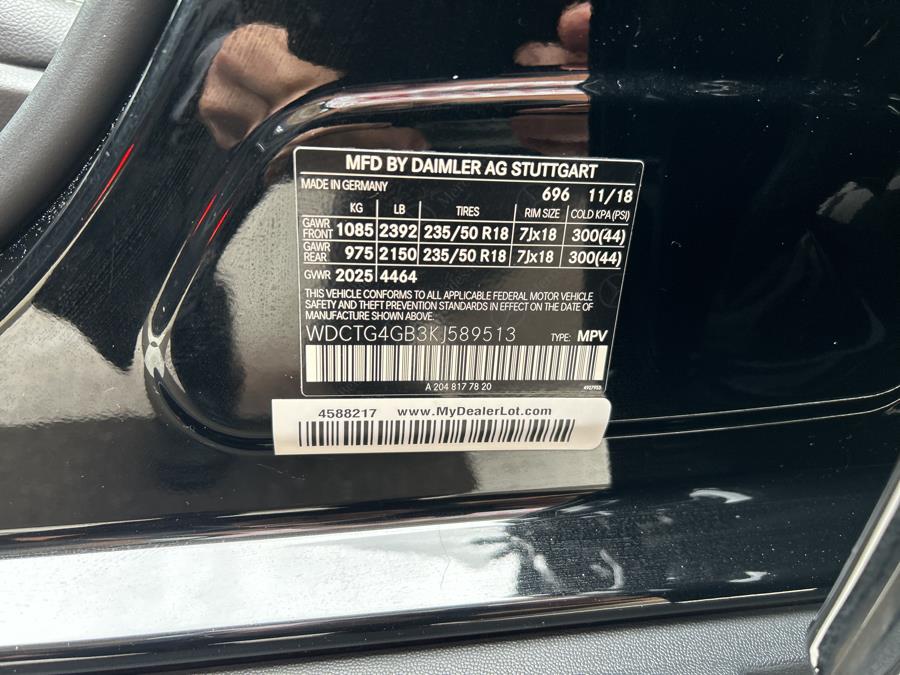 MFD BY DAIMLER AG STUTTGART
MADE IN GERMANY 696 11/18
KG LB TIRES RIM SIZE COLD KPA (PSI)
GAWR FRONT 1085 2392 235/50 R18 7Jx18 300(44)
GAWR REAR 975 2150 235/50 R18 7Jx18 300(44)
GVWR 2025 4464
THIS VEHICLE CONFORMS TO ALL APPLICABLE FEDERAL MOTOR VEHICLE
SAFETY AND THEFT PREVENTION STANDARDS IN EFFECT ON DATE OF
MANUFACTURE SHOWN ABOVE.
WDCTG4GB3KJ589513 TYPE: MPV
A 204 817 78 20
4588217 www.MyDealerLot.com